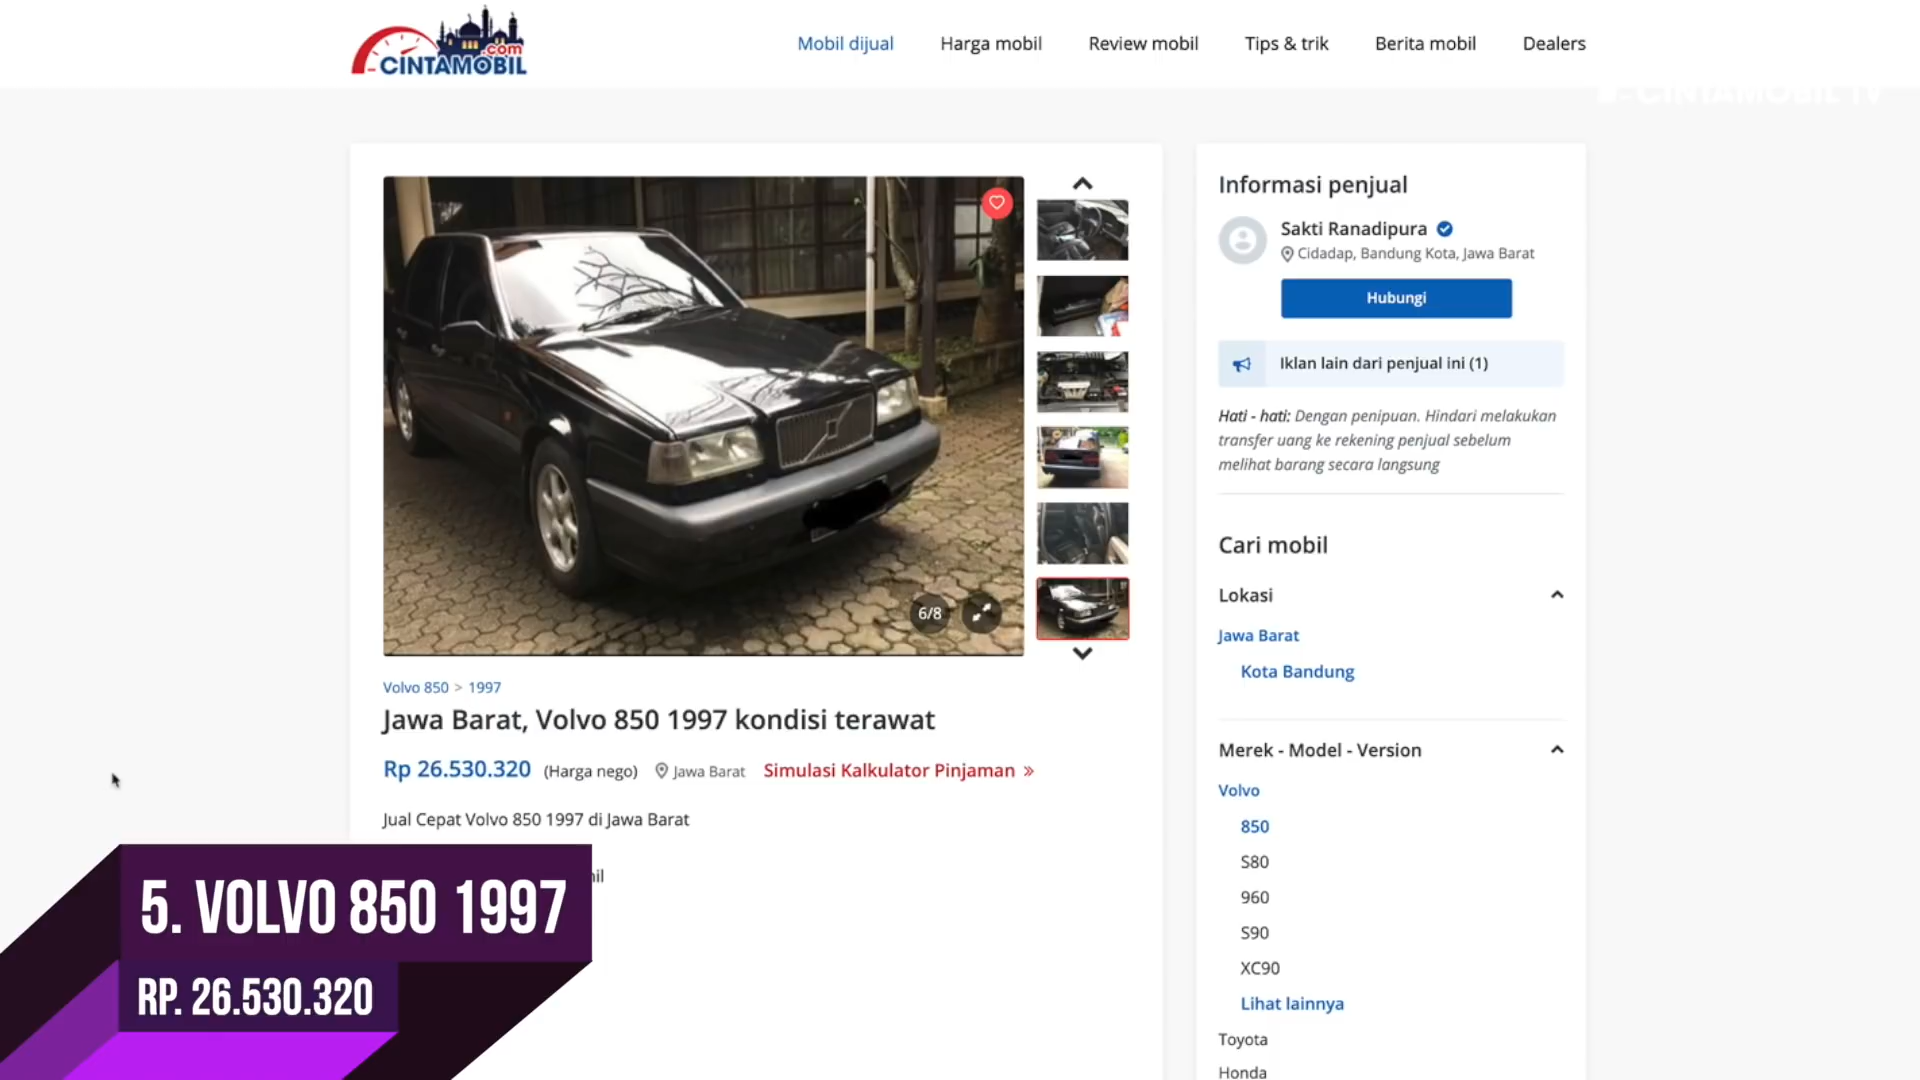 .com
CINTAMOBIL
Mobil dijual
Harga mobil
Review mobil
Tips & trik
Berita mobil
Dealers
CINTAMOBIL TV
6/8
Volvo 850 > 1997
Jawa Barat, Volvo 850 1997 kondisi terawat
Rp 26.530.320 (Harga nego) Jawa Barat Simulasi Kalkulator Pinjaman »
Jual Cepat Volvo 850 1997 di Jawa Barat
5. VOLVO 850 1997
RP. 26.530.320
Informasi penjual
Sakti Ranadipura
Cidadap, Bandung Kota, Jawa Barat
Hubungi
Iklan lain dari penjual ini (1)
Hati - hati: Dengan penipuan. Hindari melakukan
transfer uang ke rekening penjual sebelum
melihat barang secara langsung
Cari mobil
Lokasi
Jawa Barat
Kota Bandung
Merek - Model - Version
Volvo
850
S80
960
S90
XC90
Lihat lainnya
Toyota
Honda